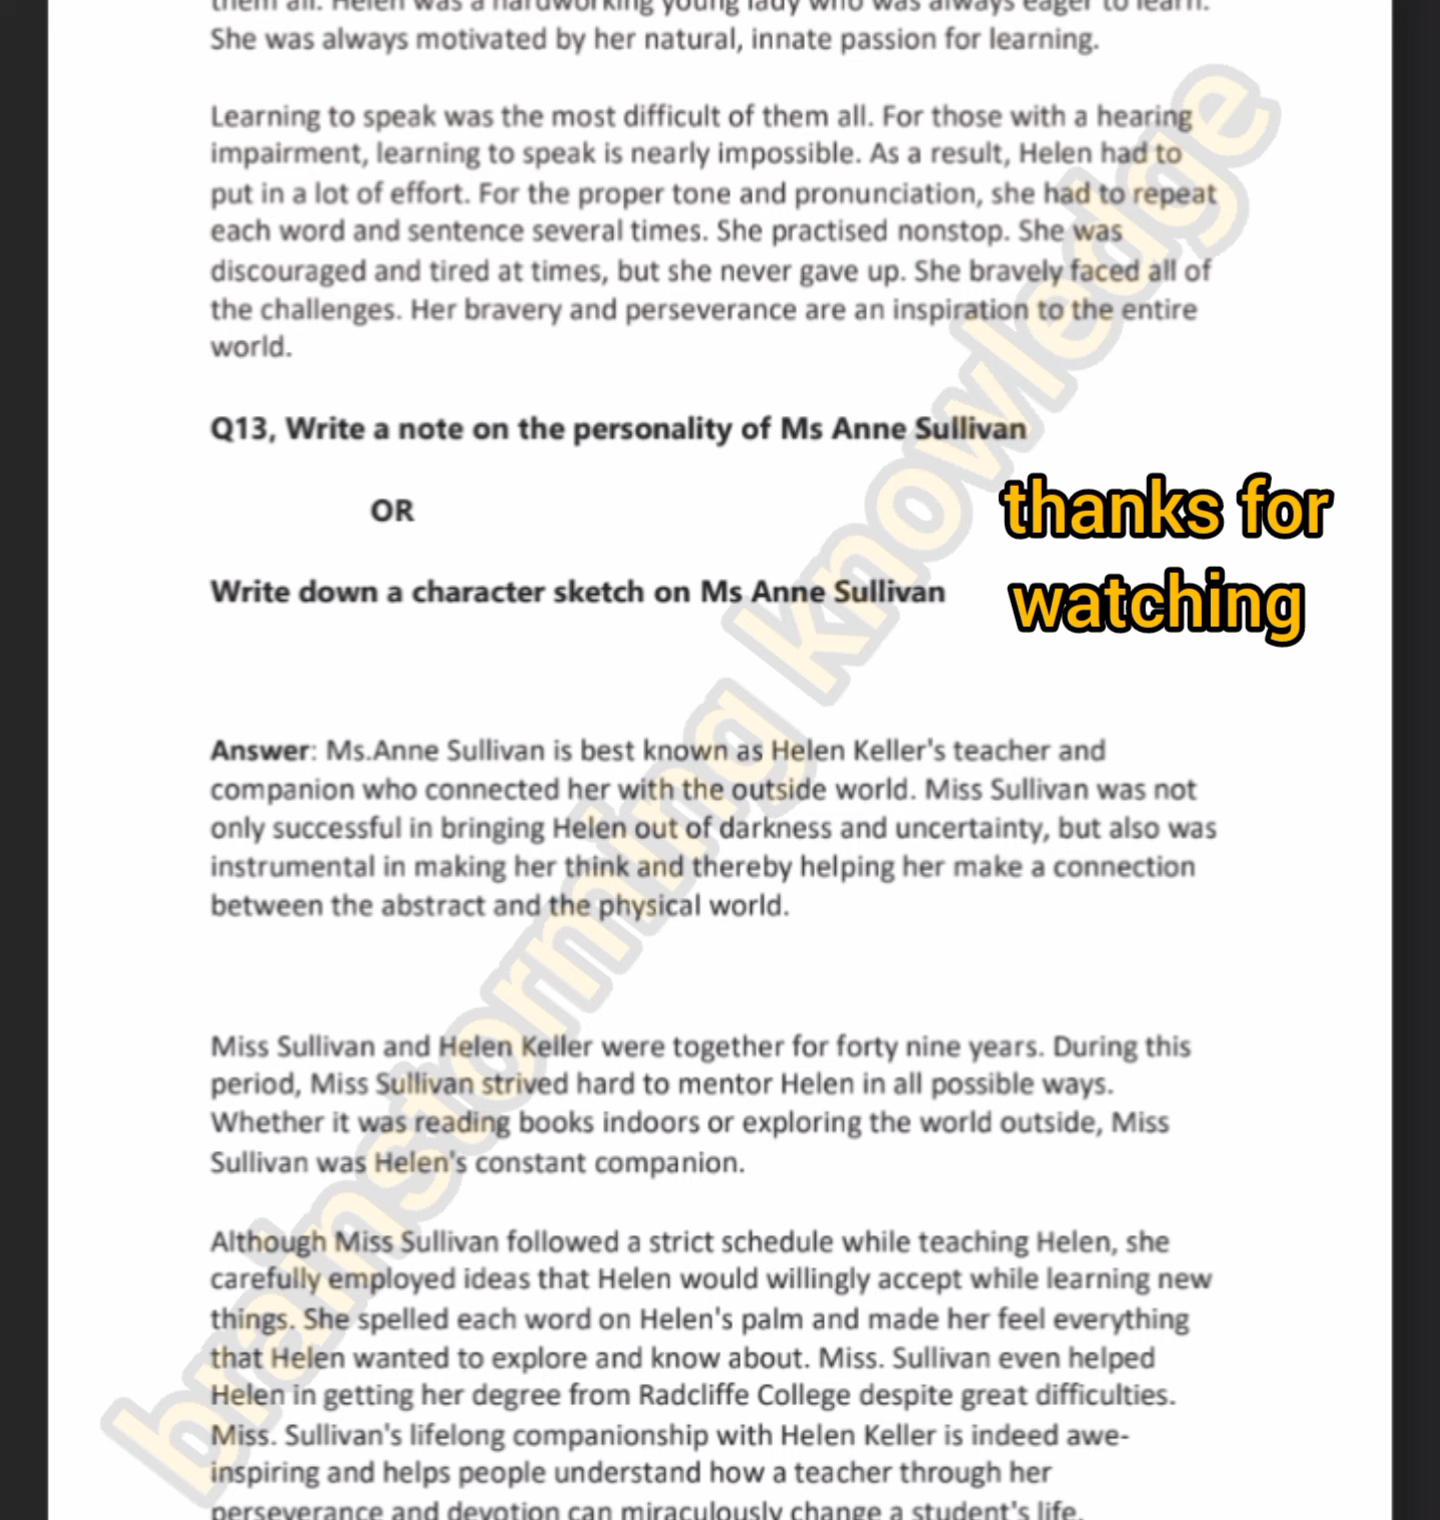 them all. Helen was a hardworking young lady who was always eager to learn.
She was always motivated by her natural, innate passion for learning.
Learning to speak was the most difficult of them all. For those with a hearing
impairment, learning to speak is nearly impossible. As a result, Helen had to
put in a lot of effort. For the proper tone and pronunciation, she had to repeat
each word and sentence several times. She practised nonstop. She was
discouraged and tired at times, but she never gave up. She bravely faced all of
the challenges. Her bravery and perseverance are an inspiration to the entire
world.
Q13, Write a note on the personality of Ms Anne Sullivan
OR
Write down a character sketch on Ms Anne Sullivan
thanks for
watching
Answer: Ms.Anne Sullivan is best known as Helen Keller's teacher and
companion who connected her with the outside world. Miss Sullivan was not
only successful in bringing Helen out of darkness and uncertainty, but also was
instrumental in making her think and thereby helping her make a connection
between the abstract and the physical world.
Miss Sullivan and Helen Keller were together for forty nine years. During this
period, Miss Sullivan strived hard to mentor Helen in all possible ways.
Whether it was reading books indoors or exploring the world outside, Miss
Sullivan was Helen's constant companion.
Although Miss Sullivan followed a strict schedule while teaching Helen, she
carefully employed ideas that Helen would willingly accept while learning new
things. She spelled each word on Helen's palm and made her feel everything
that Helen wanted to explore and know about. Miss. Sullivan even helped
Helen in getting her degree from Radcliffe College despite great difficulties.
Miss. Sullivan's lifelong companionship with Helen Keller is indeed awe-
inspiring and helps people understand how a teacher through her
perseverance and devotion can miraculously change a student's life.
brainstorming knowledge